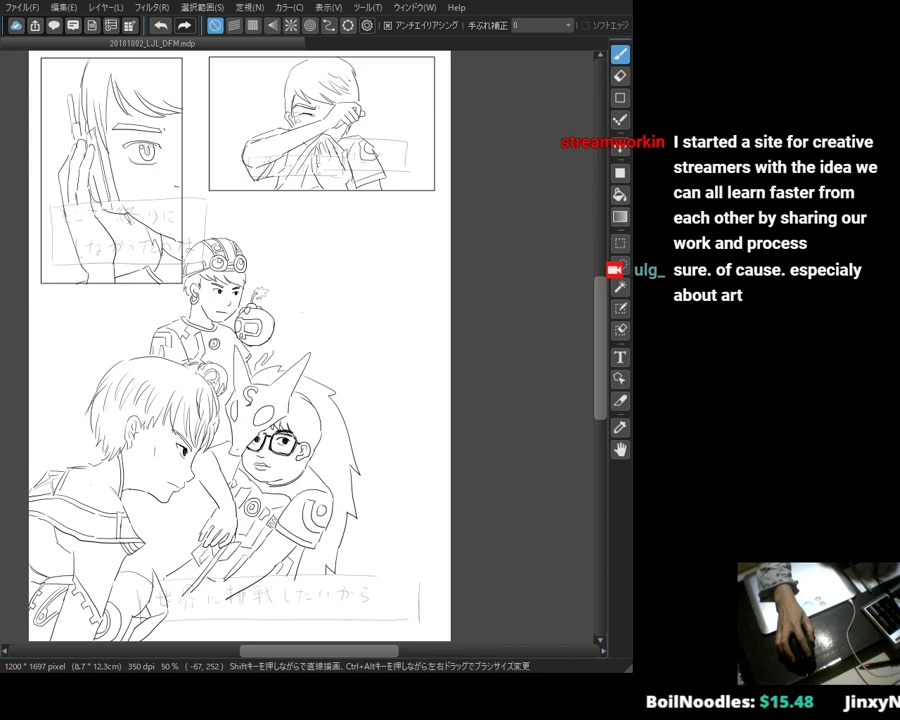 ファイル(F) 編集(E) レイヤー(L) フィルタ(R) 選択範囲(S) 定規(N) カラー(C) 表示(V) ツール(T) ウィンドウ(W) Help
アンチエイリアシング 手ぶれ補正 0 ソフトエッジ
20181002_LJL_DFM.mdp
しなかったのは
世界に挑戦したいから
1200 * 1697 pixel (8.7 * 12.3cm) 350 dpi 50 % ( -67, 252 ) Shiftキーを押しながらで直線描画、Ctrl+Altキーを押しながら左右ドラッグでブラシサイズ変更
streamworkin I started a site for creative
streamers with the idea we
can all learn faster from
each other by sharing our
work and process
ulg_ sure. of cause. especialy
about art
BoilNoodles: $15.48 JinxyN